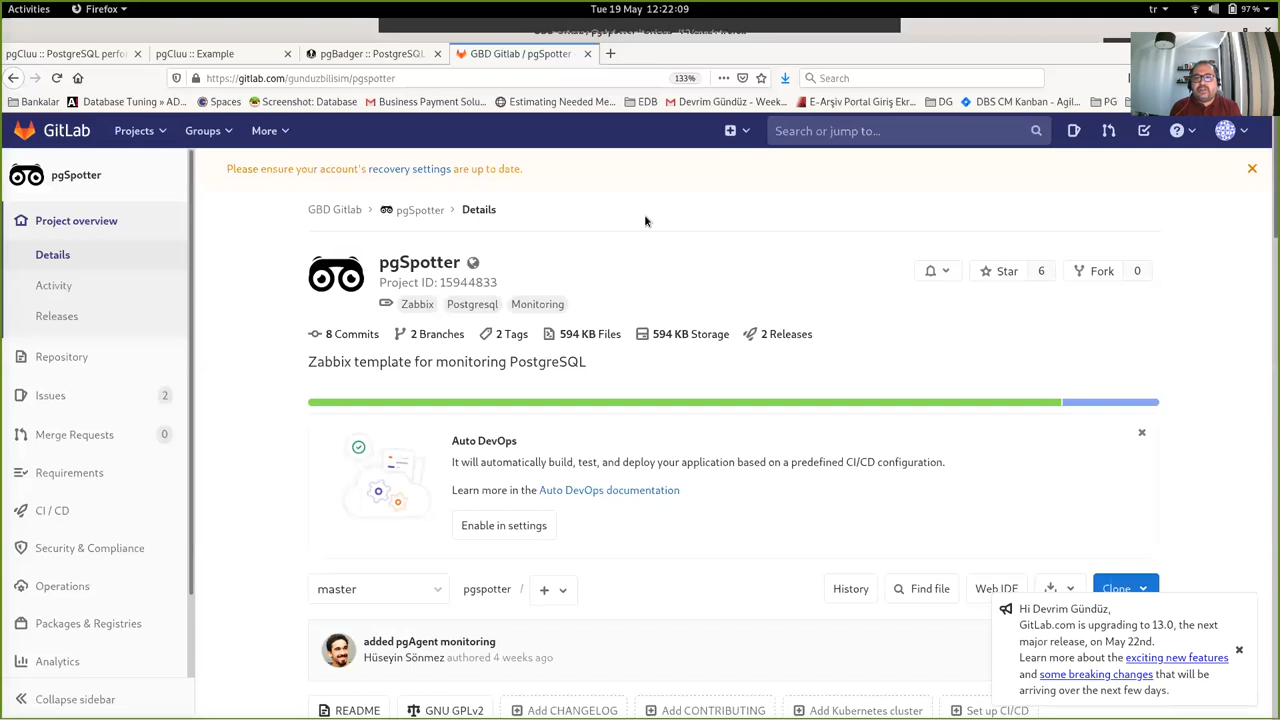 Activities
Firefox
Tue 19 May 12:22:09
tr
97 %
pgCluu :: PostgreSQL perfo
pgCluu :: Example
pgBadger :: PostgreSQL
GBD Gitlab / pgSpotter
https://gitlab.com/gunduzbilisim/pgspotter
133%
Search
Bankalar
Database Tuning » AD…
Spaces
Screenshot: Database
Business Payment Solu…
Estimating Needed Me…
EDB
Devrim Gündüz - Week…
E-Arşiv Portal Giriş Ekr…
DG
DBS CM Kanban - Agil…
PG
GitLab
Projects
Groups
More
Search or jump to…
pgSpotter
Project overview
Details
Activity
Releases
Repository
Issues 2
Merge Requests 0
Requirements
CI / CD
Security & Compliance
Operations
Packages & Registries
Analytics
Collapse sidebar
Please ensure your account's recovery settings are up to date.
GBD Gitlab > pgSpotter > Details
pgSpotter
Project ID: 15944833
Zabbix Postgresql Monitoring
Star 6
Fork 0
8 Commits 2 Branches 2 Tags 594 KB Files 594 KB Storage 2 Releases
Zabbix template for monitoring PostgreSQL
Auto DevOps
It will automatically build, test, and deploy your application based on a predefined CI/CD configuration.
Learn more in the Auto DevOps documentation
Enable in settings
master
pgspotter / +
History
Find file
Web IDE
Clone
added pgAgent monitoring
Hüseyin Sönmez authored 4 weeks ago
README
GNU GPLv2
Add CHANGELOG
Add CONTRIBUTING
Add Kubernetes cluster
Set up CI/CD
Hi Devrim Gündüz,
GitLab.com is upgrading to 13.0, the next
major release, on May 22nd.
Learn more about the exciting new features
and some breaking changes that will be
arriving over the next few days.